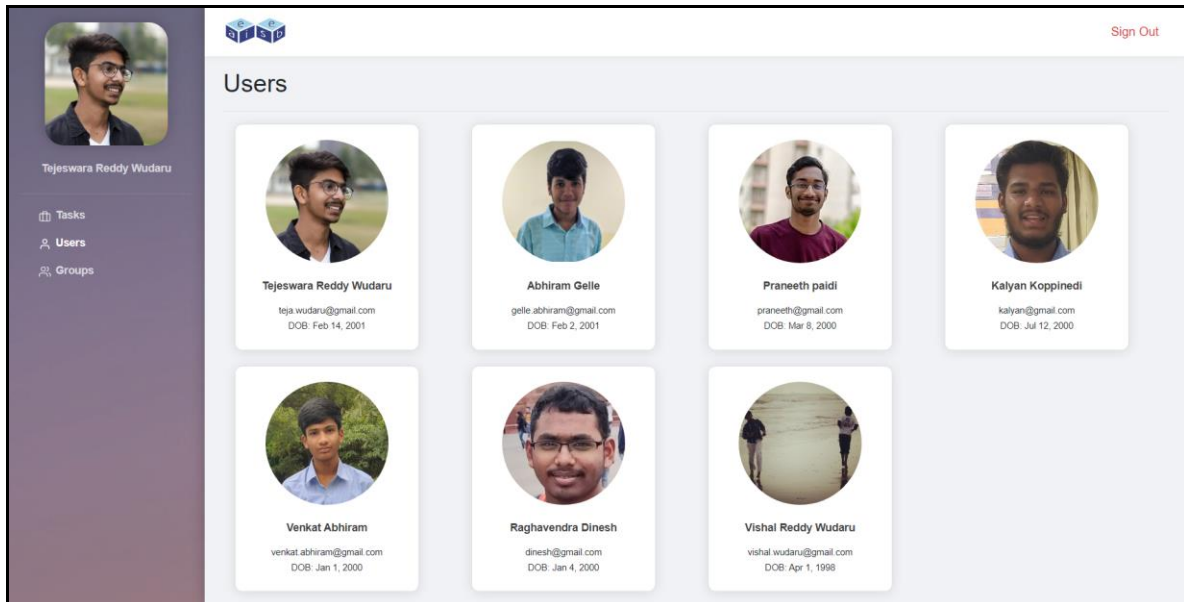 e e
a i s b
Sign Out
Tejeswara Reddy Wudaru
Tasks
Users
Groups
Users
Tejeswara Reddy Wudaru
teja.wudaru@gmail.com
DOB: Feb 14, 2001
Abhiram Gelle
gelle.abhiram@gmail.com
DOB: Feb 2, 2001
Praneeth paidi
praneeth@gmail.com
DOB: Mar 8, 2000
Kalyan Koppinedi
kalyan@gmail.com
DOB: Jul 12, 2000
Venkat Abhiram
venkat.abhiram@gmail.com
DOB: Jan 1, 2000
Raghavendra Dinesh
dinesh@gmail.com
DOB: Jan 4, 2000
Vishal Reddy Wudaru
vishal.wudaru@gmail.com
DOB: Apr 1, 1998